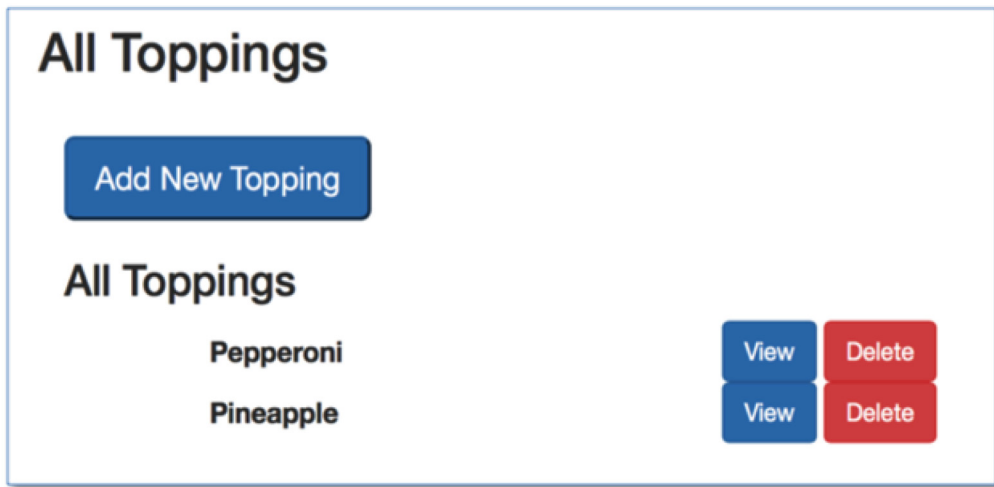 All Toppings
Add New Topping
All Toppings
Pepperoni View Delete
Pineapple View Delete